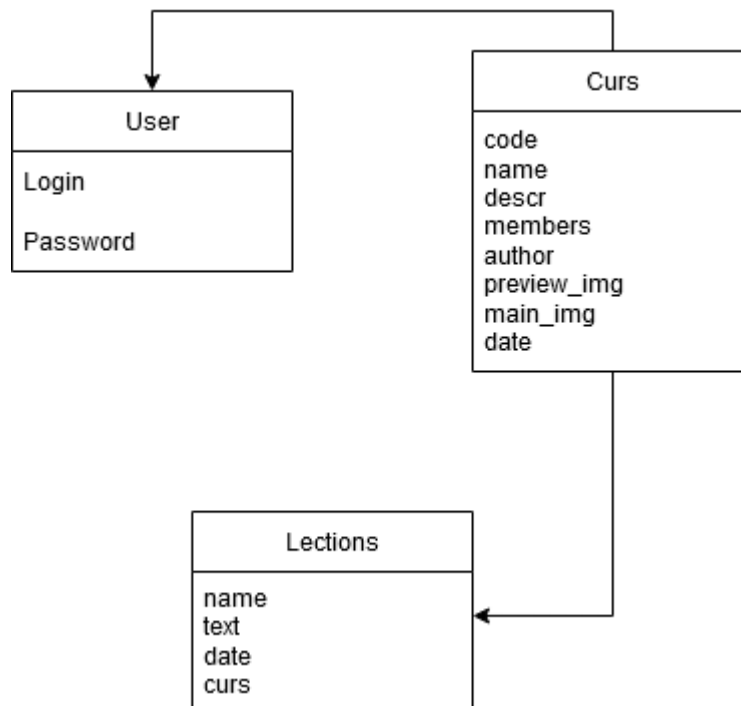 User
Login
Password
Curs
code
name
descr
members
author
preview_img
main_img
date
Lections
name
text
date
curs